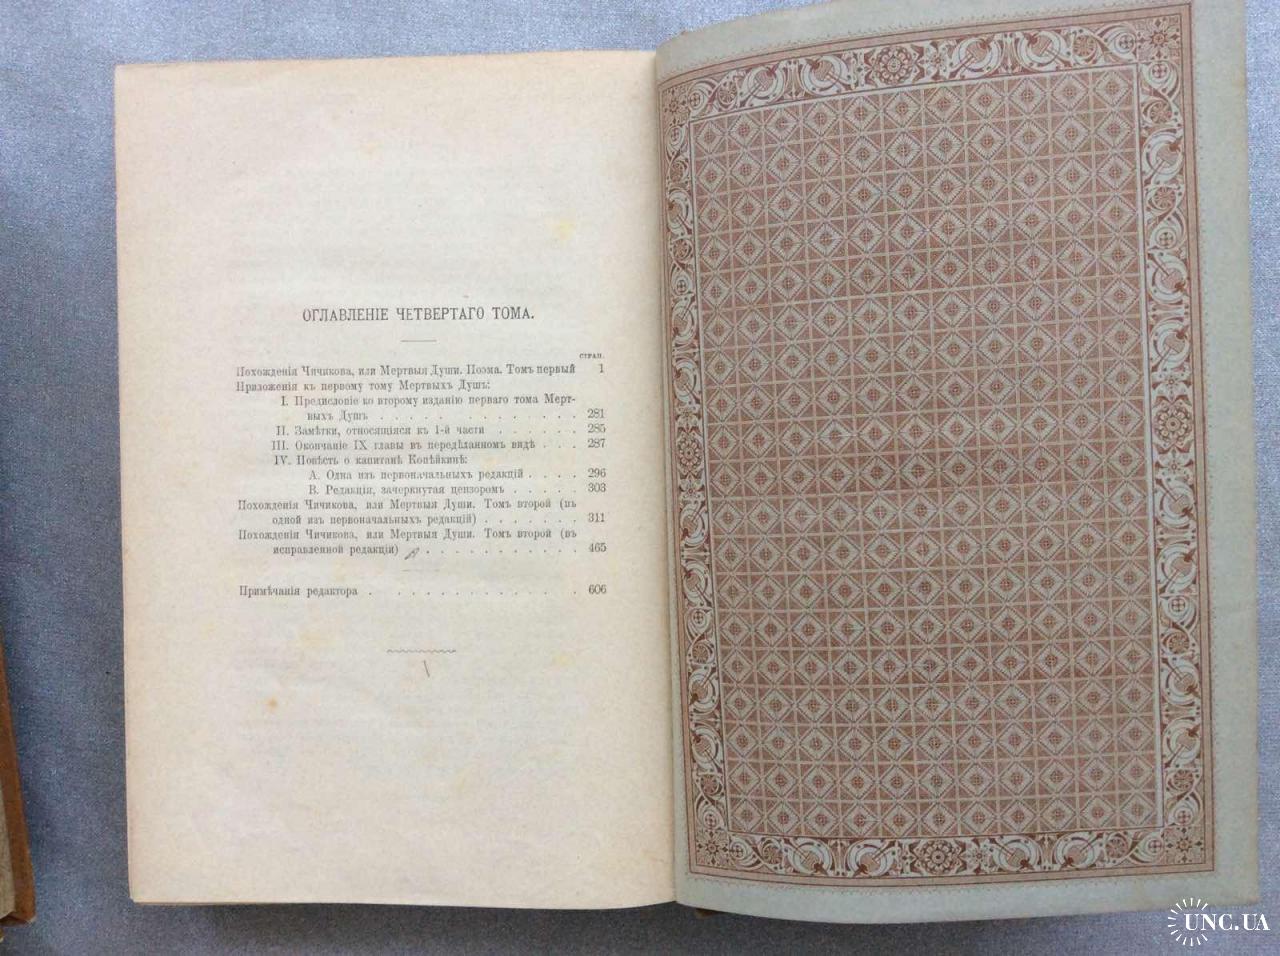 ОГЛАВЛЕНІЕ ЧЕТВЕРТАГО ТОМА.
СТРАН.
Похожденія Чичикова, или Мертвыя Души. Поэма. Томъ первый 1
Приложенія къ первому тому Мертвыхъ Душъ:
I. Предисловіе ко второму изданію перваго тома Мерт-
выхъ Душъ . . . . . . . . . . . . . . 281
II. Замѣтки, относящіяся къ 1-й части . . . . . . 285
III. Окончаніе IX главы въ передѣланномъ видѣ . . . 287
IV. Повѣсть о капитанѣ Копѣйкинѣ:
А. Одна изъ первоначальныхъ редакцій . . . . 296
В. Редакція, зачеркнутая цензоромъ . . . . . 303
Похожденія Чичикова, или Мертвыя Души. Томъ второй (въ
одной изъ первоначальныхъ редакцій) . . . . . . . 311
Похожденія Чичикова, или Мертвыя Души. Томъ второй (въ
исправленной редакціи) . . . . . . . . . . . 465
Примѣчанія редактора . . . . . . . . . . . . 606
UNC.UA